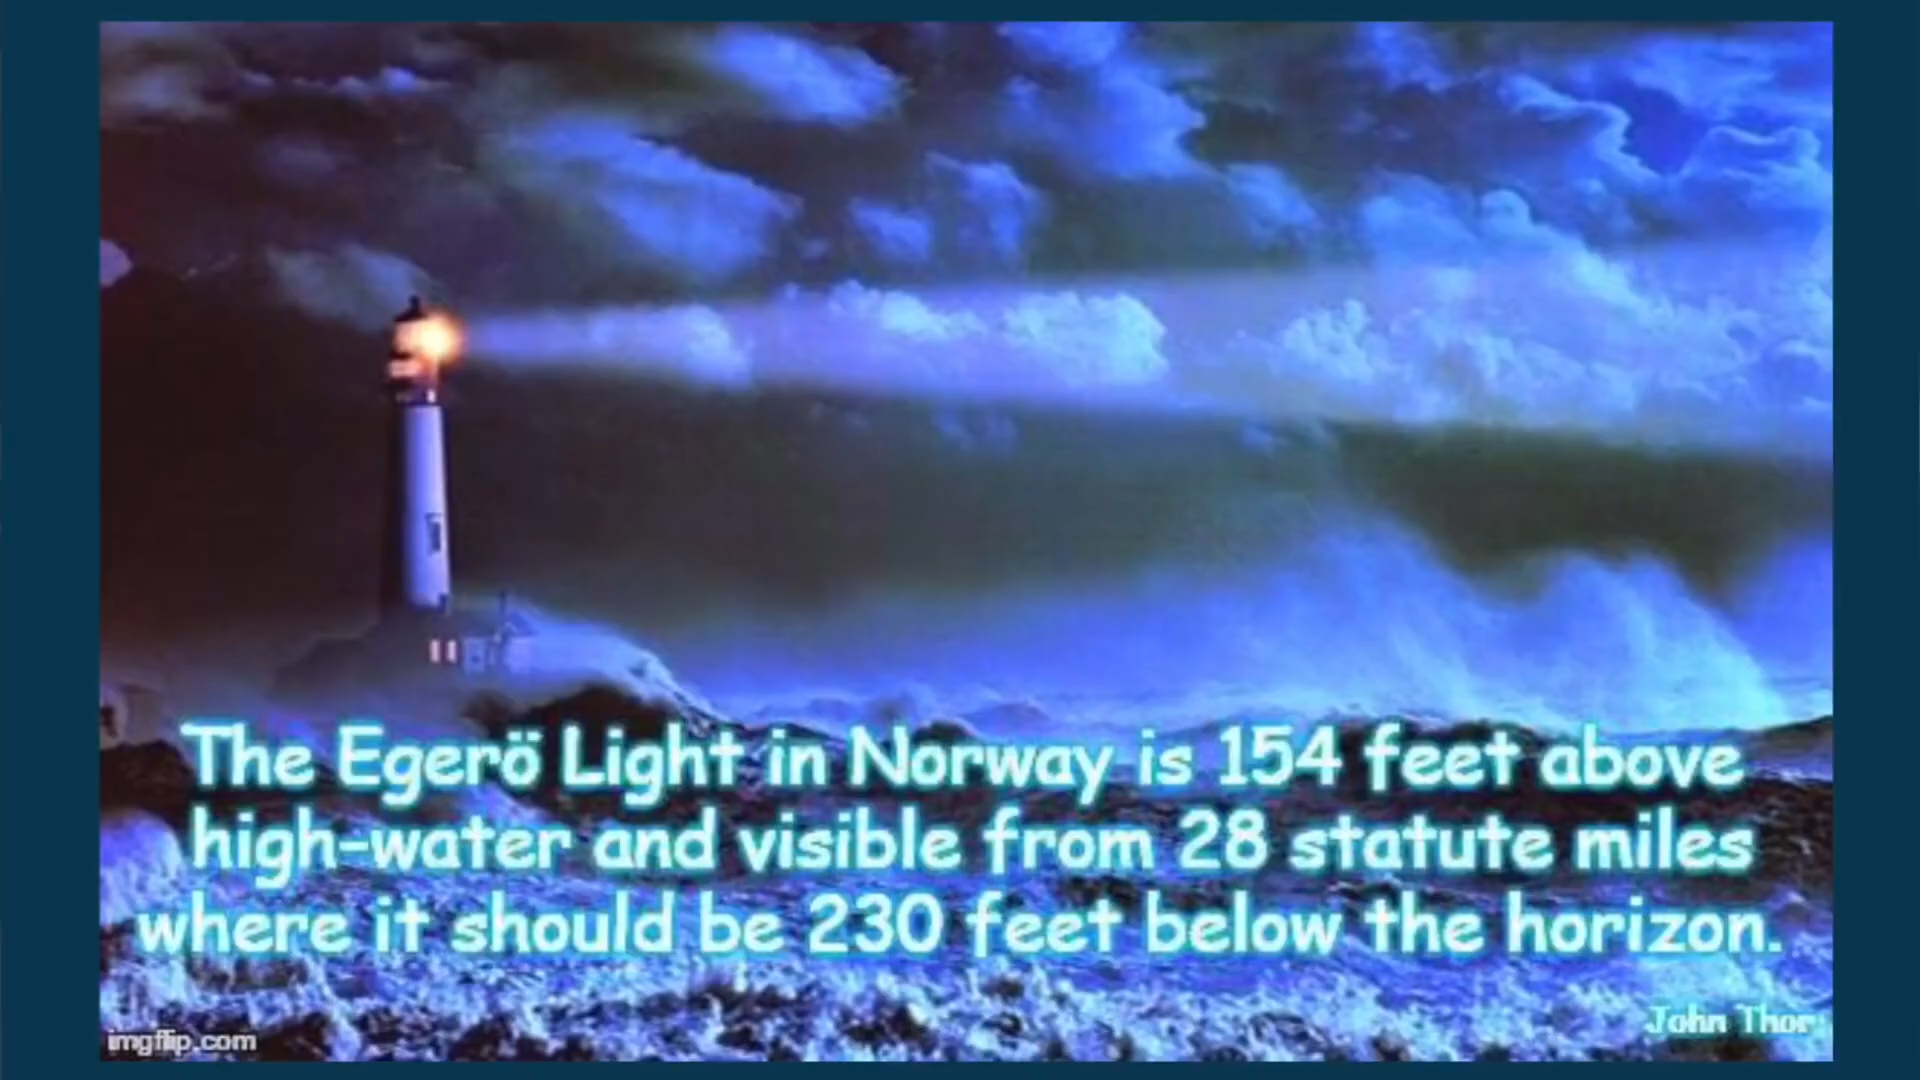 The Egerö Light in Norway is 154 feet above
high-water and visible from 28 statute miles
where it should be 230 feet below the horizon.
John Thor
imgflip.com